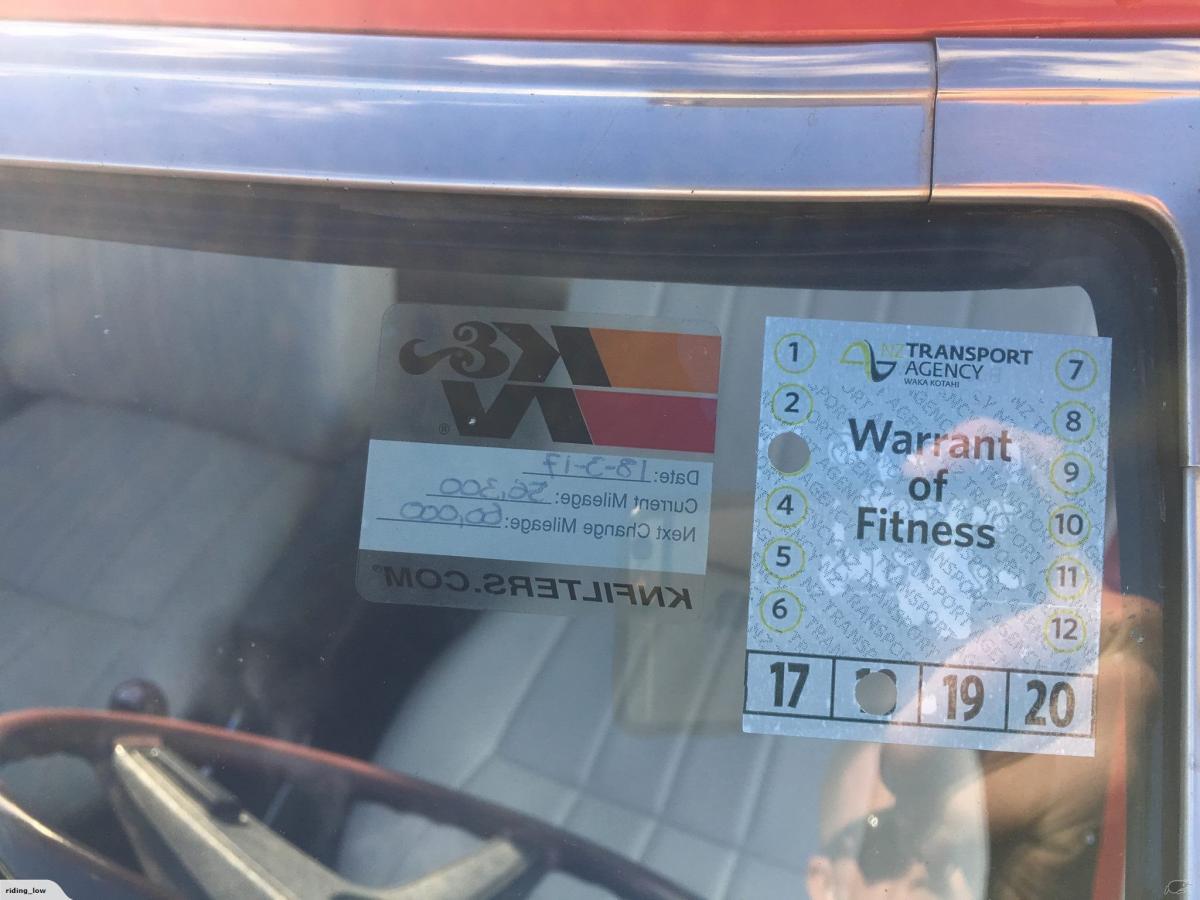 K&N®
Date: 18-3-17
Current Mileage: 56,300
Next Change Mileage: 60,000
KNFILTERS.COM®
NZ TRANSPORT
AGENCY
WAKA KOTAHI
Warrant
of
Fitness
1
2
4
5
6
7
8
9
10
11
12
17 18 19 20
riding_low